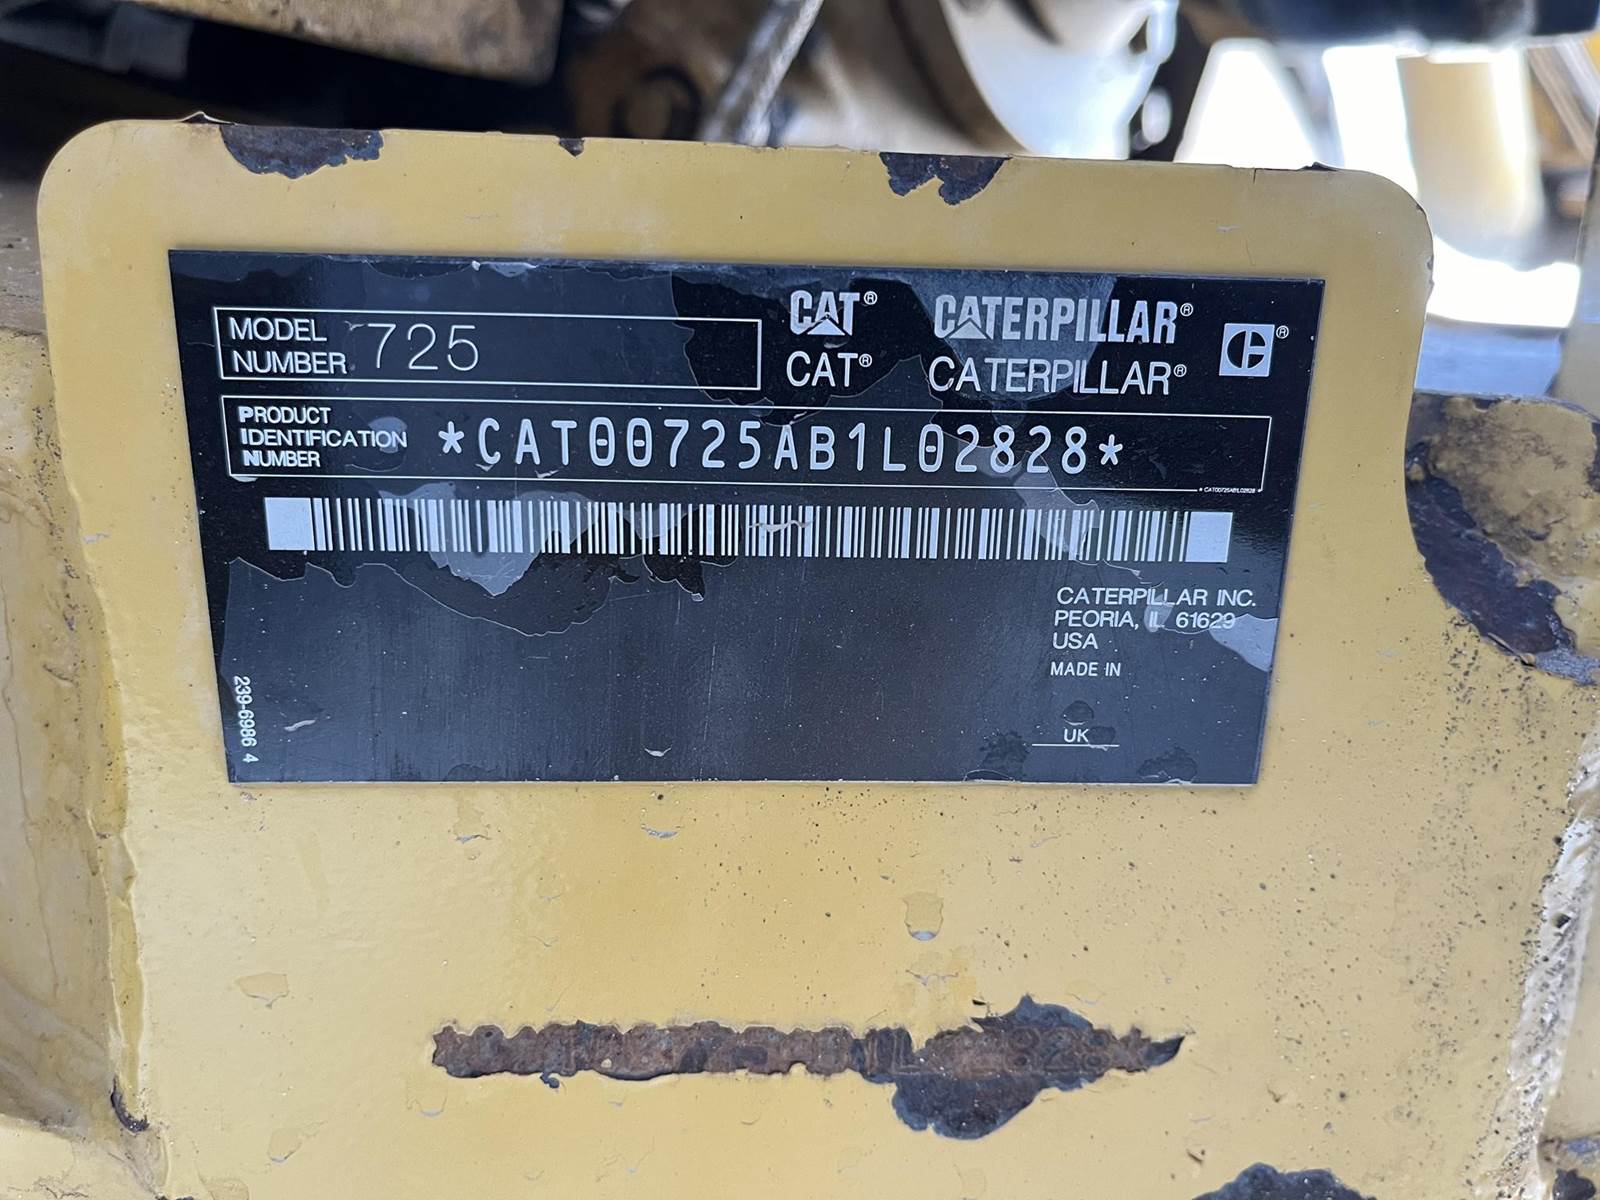 MODEL
NUMBER 725
CAT® CATERPILLAR®
CAT® CATERPILLAR®
PRODUCT
IDENTIFICATION
NUMBER
*CAT00725AB1L02828*
* CAT00725AB1L02828
CATERPILLAR INC.
PEORIA, IL 61629
USA
MADE IN
UK
239-6986 4